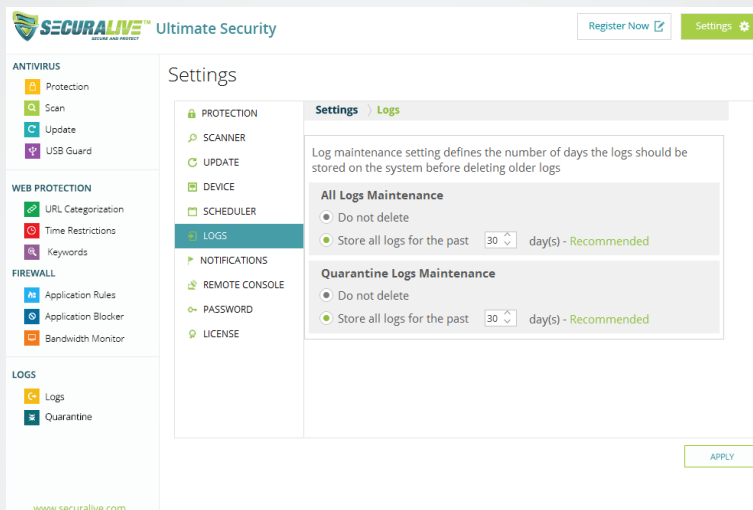 SECURALIVE™ Ultimate Security
SECURE AND PROTECT
Register Now
Settings
ANTIVIRUS
Protection
Scan
Update
USB Guard
WEB PROTECTION
URL Categorization
Time Restrictions
Keywords
FIREWALL
Application Rules
Application Blocker
Bandwidth Monitor
LOGS
Logs
Quarantine
www.securalive.com
Settings
PROTECTION
SCANNER
UPDATE
DEVICE
SCHEDULER
LOGS
NOTIFICATIONS
REMOTE CONSOLE
PASSWORD
LICENSE
Settings 〉 Logs
Log maintenance setting defines the number of days the logs should be
stored on the system before deleting older logs
All Logs Maintenance
Do not delete
Store all logs for the past 30 day(s) - Recommended
Quarantine Logs Maintenance
Do not delete
Store all logs for the past 30 day(s) - Recommended
APPLY